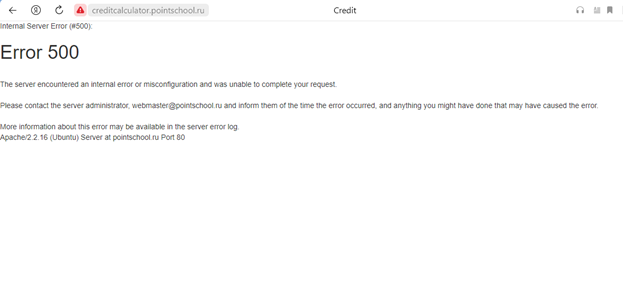 creditcalculator.pointschool.ru
Credit
Internal Server Error (#500):
Error 500
The server encountered an internal error or misconfiguration and was unable to complete your request.
Please contact the server administrator, webmaster@pointschool.ru and inform them of the time the error occurred, and anything you might have done that may have caused the error.
More information about this error may be available in the server error log.
Apache/2.2.16 (Ubuntu) Server at pointschool.ru Port 80